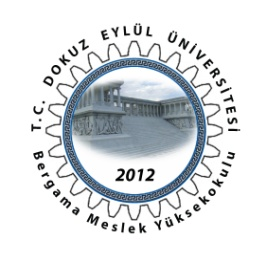 T.C. DOKUZ EYLÜL ÜNİVERSİTESİ
2012
Bergama Meslek Yüksekokulu